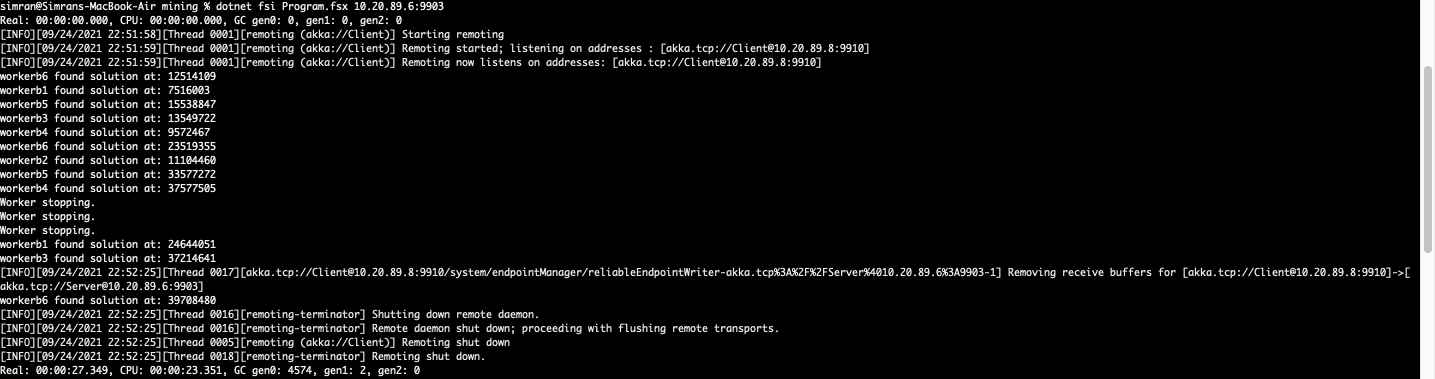 simran@Simrans-MacBook-Air mining % dotnet fsi Program.fsx 10.20.89.6:9903
Real: 00:00:00.000, CPU: 00:00:00.000, GC gen0: 0, gen1: 0, gen2: 0
[INFO][09/24/2021 22:51:58][Thread 0001][remoting (akka://Client)] Starting remoting
[INFO][09/24/2021 22:51:59][Thread 0001][remoting (akka://Client)] Remoting started; listening on addresses : [akka.tcp://Client@10.20.89.8:9910]
[INFO][09/24/2021 22:51:59][Thread 0001][remoting (akka://Client)] Remoting now listens on addresses: [akka.tcp://Client@10.20.89.8:9910]
workerb6 found solution at: 12514109
workerb1 found solution at: 7516003
workerb5 found solution at: 15538847
workerb3 found solution at: 13549722
workerb4 found solution at: 9572467
workerb6 found solution at: 23519355
workerb2 found solution at: 11104460
workerb5 found solution at: 33577272
workerb4 found solution at: 37577505
Worker stopping.
Worker stopping.
Worker stopping.
workerb1 found solution at: 24644051
workerb3 found solution at: 37214641
[INFO][09/24/2021 22:52:25][Thread 0017][akka.tcp://Client@10.20.89.8:9910/system/endpointManager/reliableEndpointWriter-akka.tcp%3A%2F%2FServer%4010.20.89.6%3A9903-1] Removing receive buffers for [akka.tcp://Client@10.20.89.8:9910]->[
akka.tcp://Server@10.20.89.6:9903]
workerb6 found solution at: 39708480
[INFO][09/24/2021 22:52:25][Thread 0016][remoting-terminator] Shutting down remote daemon.
[INFO][09/24/2021 22:52:25][Thread 0016][remoting-terminator] Remote daemon shut down; proceeding with flushing remote transports.
[INFO][09/24/2021 22:52:25][Thread 0005][remoting (akka://Client)] Remoting shut down
[INFO][09/24/2021 22:52:25][Thread 0018][remoting-terminator] Remoting shut down.
Real: 00:00:27.349, CPU: 00:00:23.351, GC gen0: 4574, gen1: 2, gen2: 0